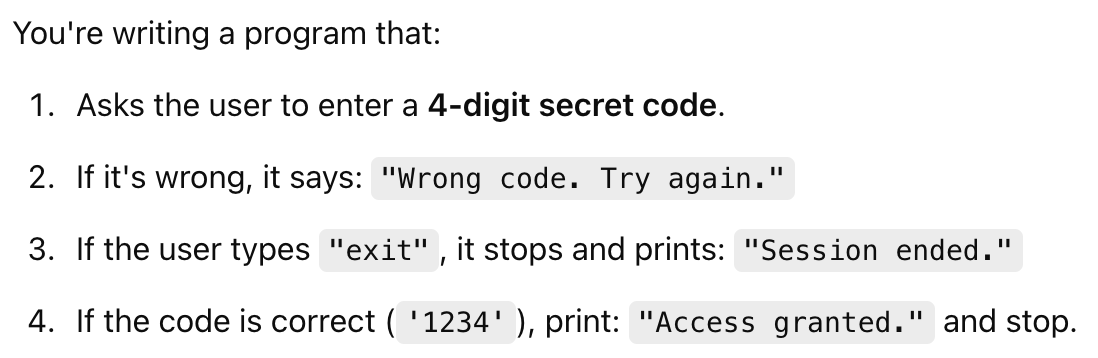 You're writing a program that:
1. Asks the user to enter a 4-digit secret code.
2. If it's wrong, it says: "Wrong code. Try again."
3. If the user types "exit", it stops and prints: "Session ended."
4. If the code is correct ('1234'), print: "Access granted." and stop.